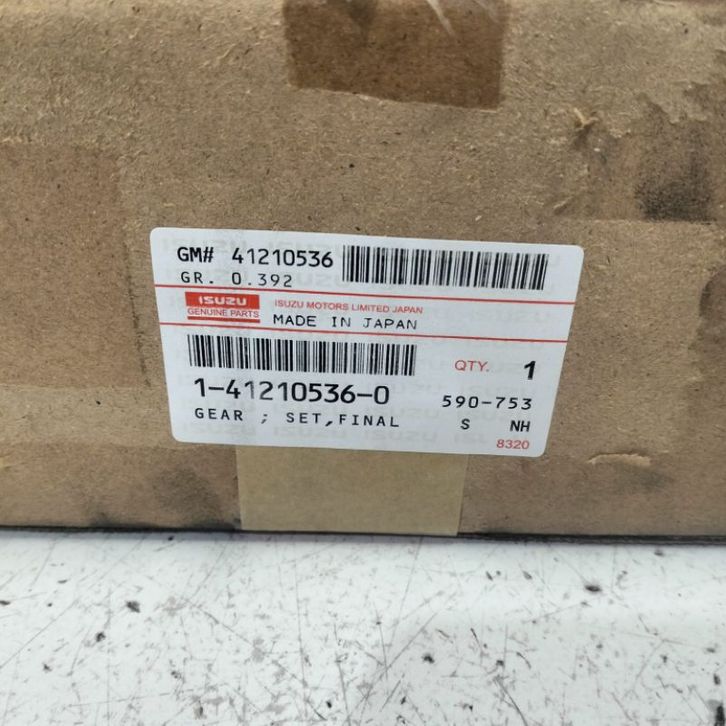 GM# 41210536
GR. 0.392
ISUZU
GENUINE PARTS
ISUZU MOTORS LIMITED JAPAN
MADE IN JAPAN
QTY. 1
1-41210536-0
590-753
GEAR ; SET,FINAL
S NH
8320